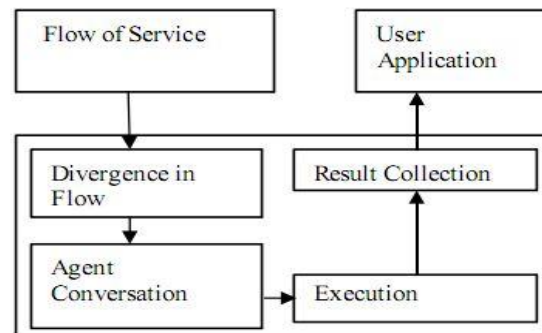 Flow of Service
User
Application
Divergence in
Flow
Result Collection
Agent
Conversation
Execution